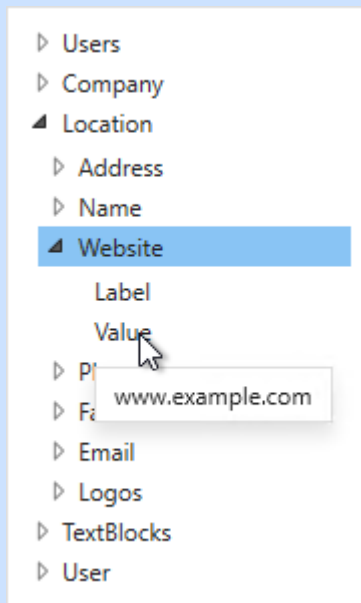 Users
Company
Location
Address
Name
Website
Label
Value
www.example.com
Email
Logos
TextBlocks
User